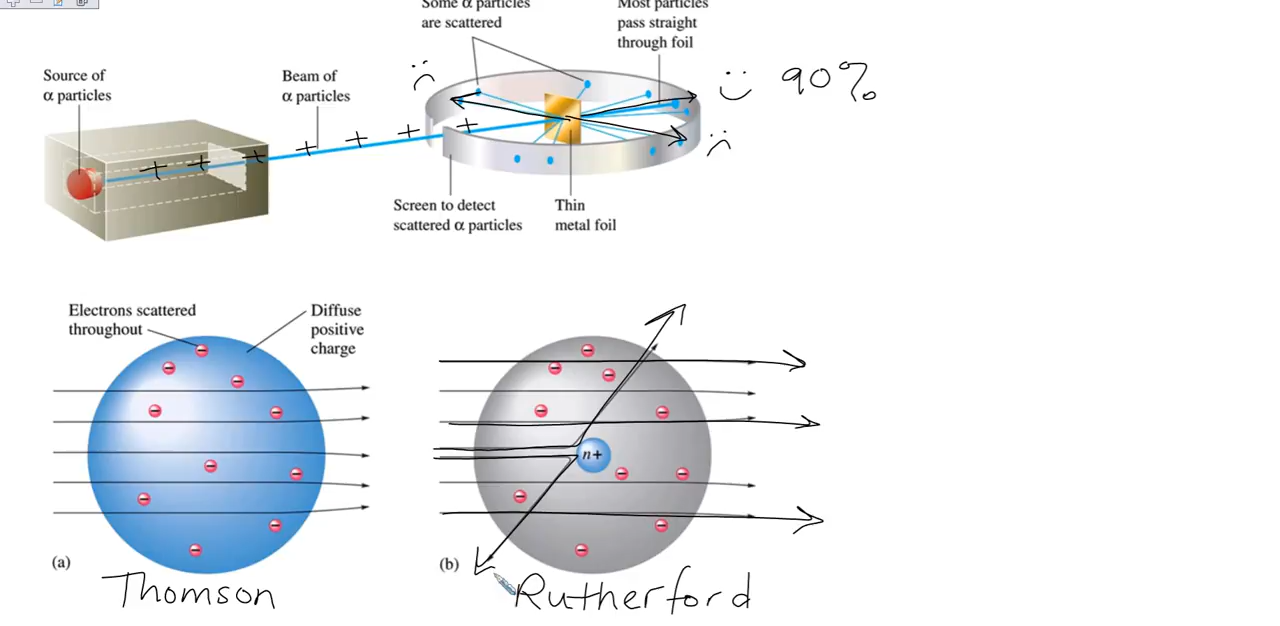 Some α particles
are scattered
Most particles
pass straight
through foil
Source of
α particles
Beam of
α particles
90%
+ + + + + + +
Screen to detect
scattered α particles
Thin
metal foil
Electrons scattered
throughout
Diffuse
positive
charge
n+
(a)
Thomson
(b)
Rutherford